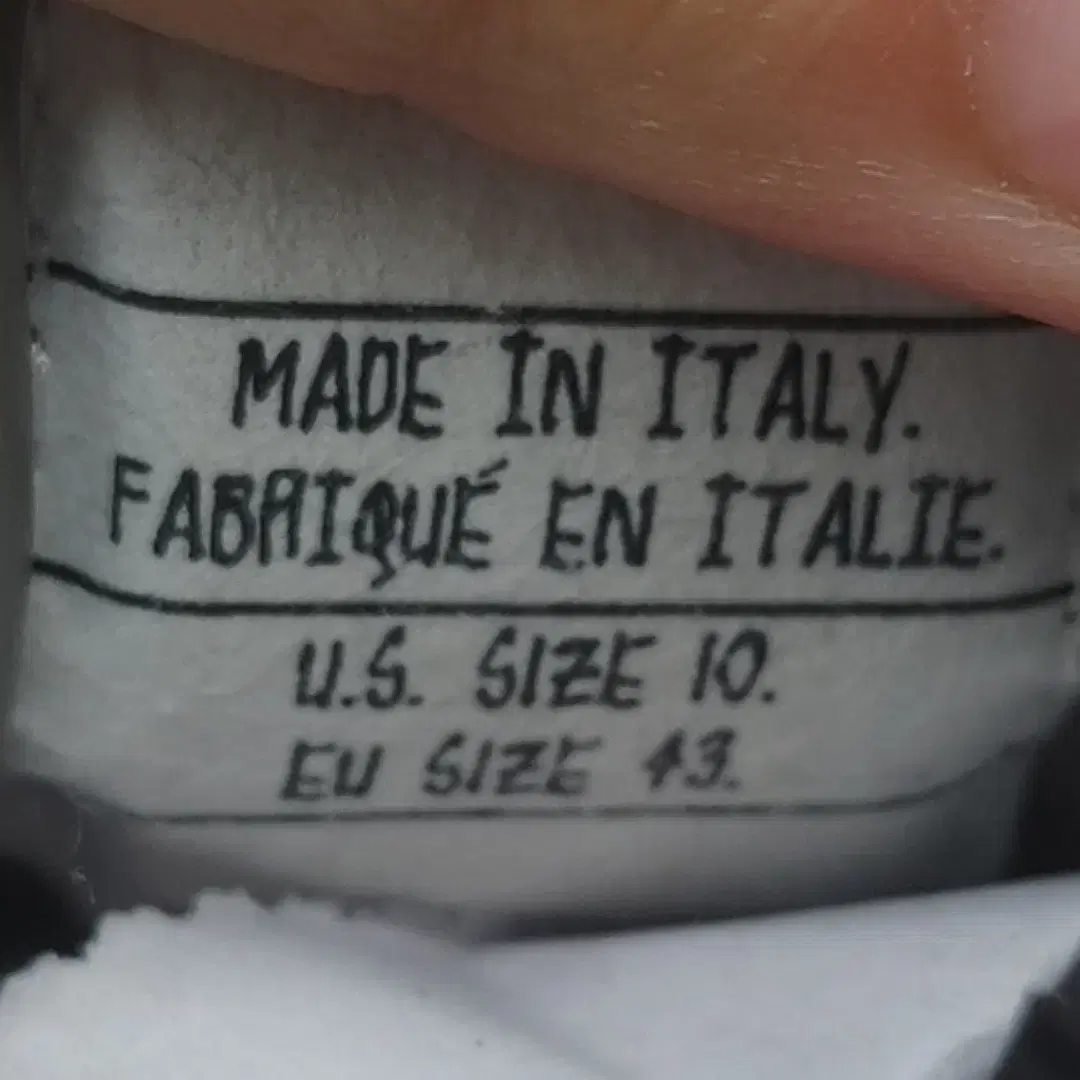 MADE IN ITALY.
FABRIQUÉ EN ITALIE.
U.S. SIZE 10.
EU SIZE 43.